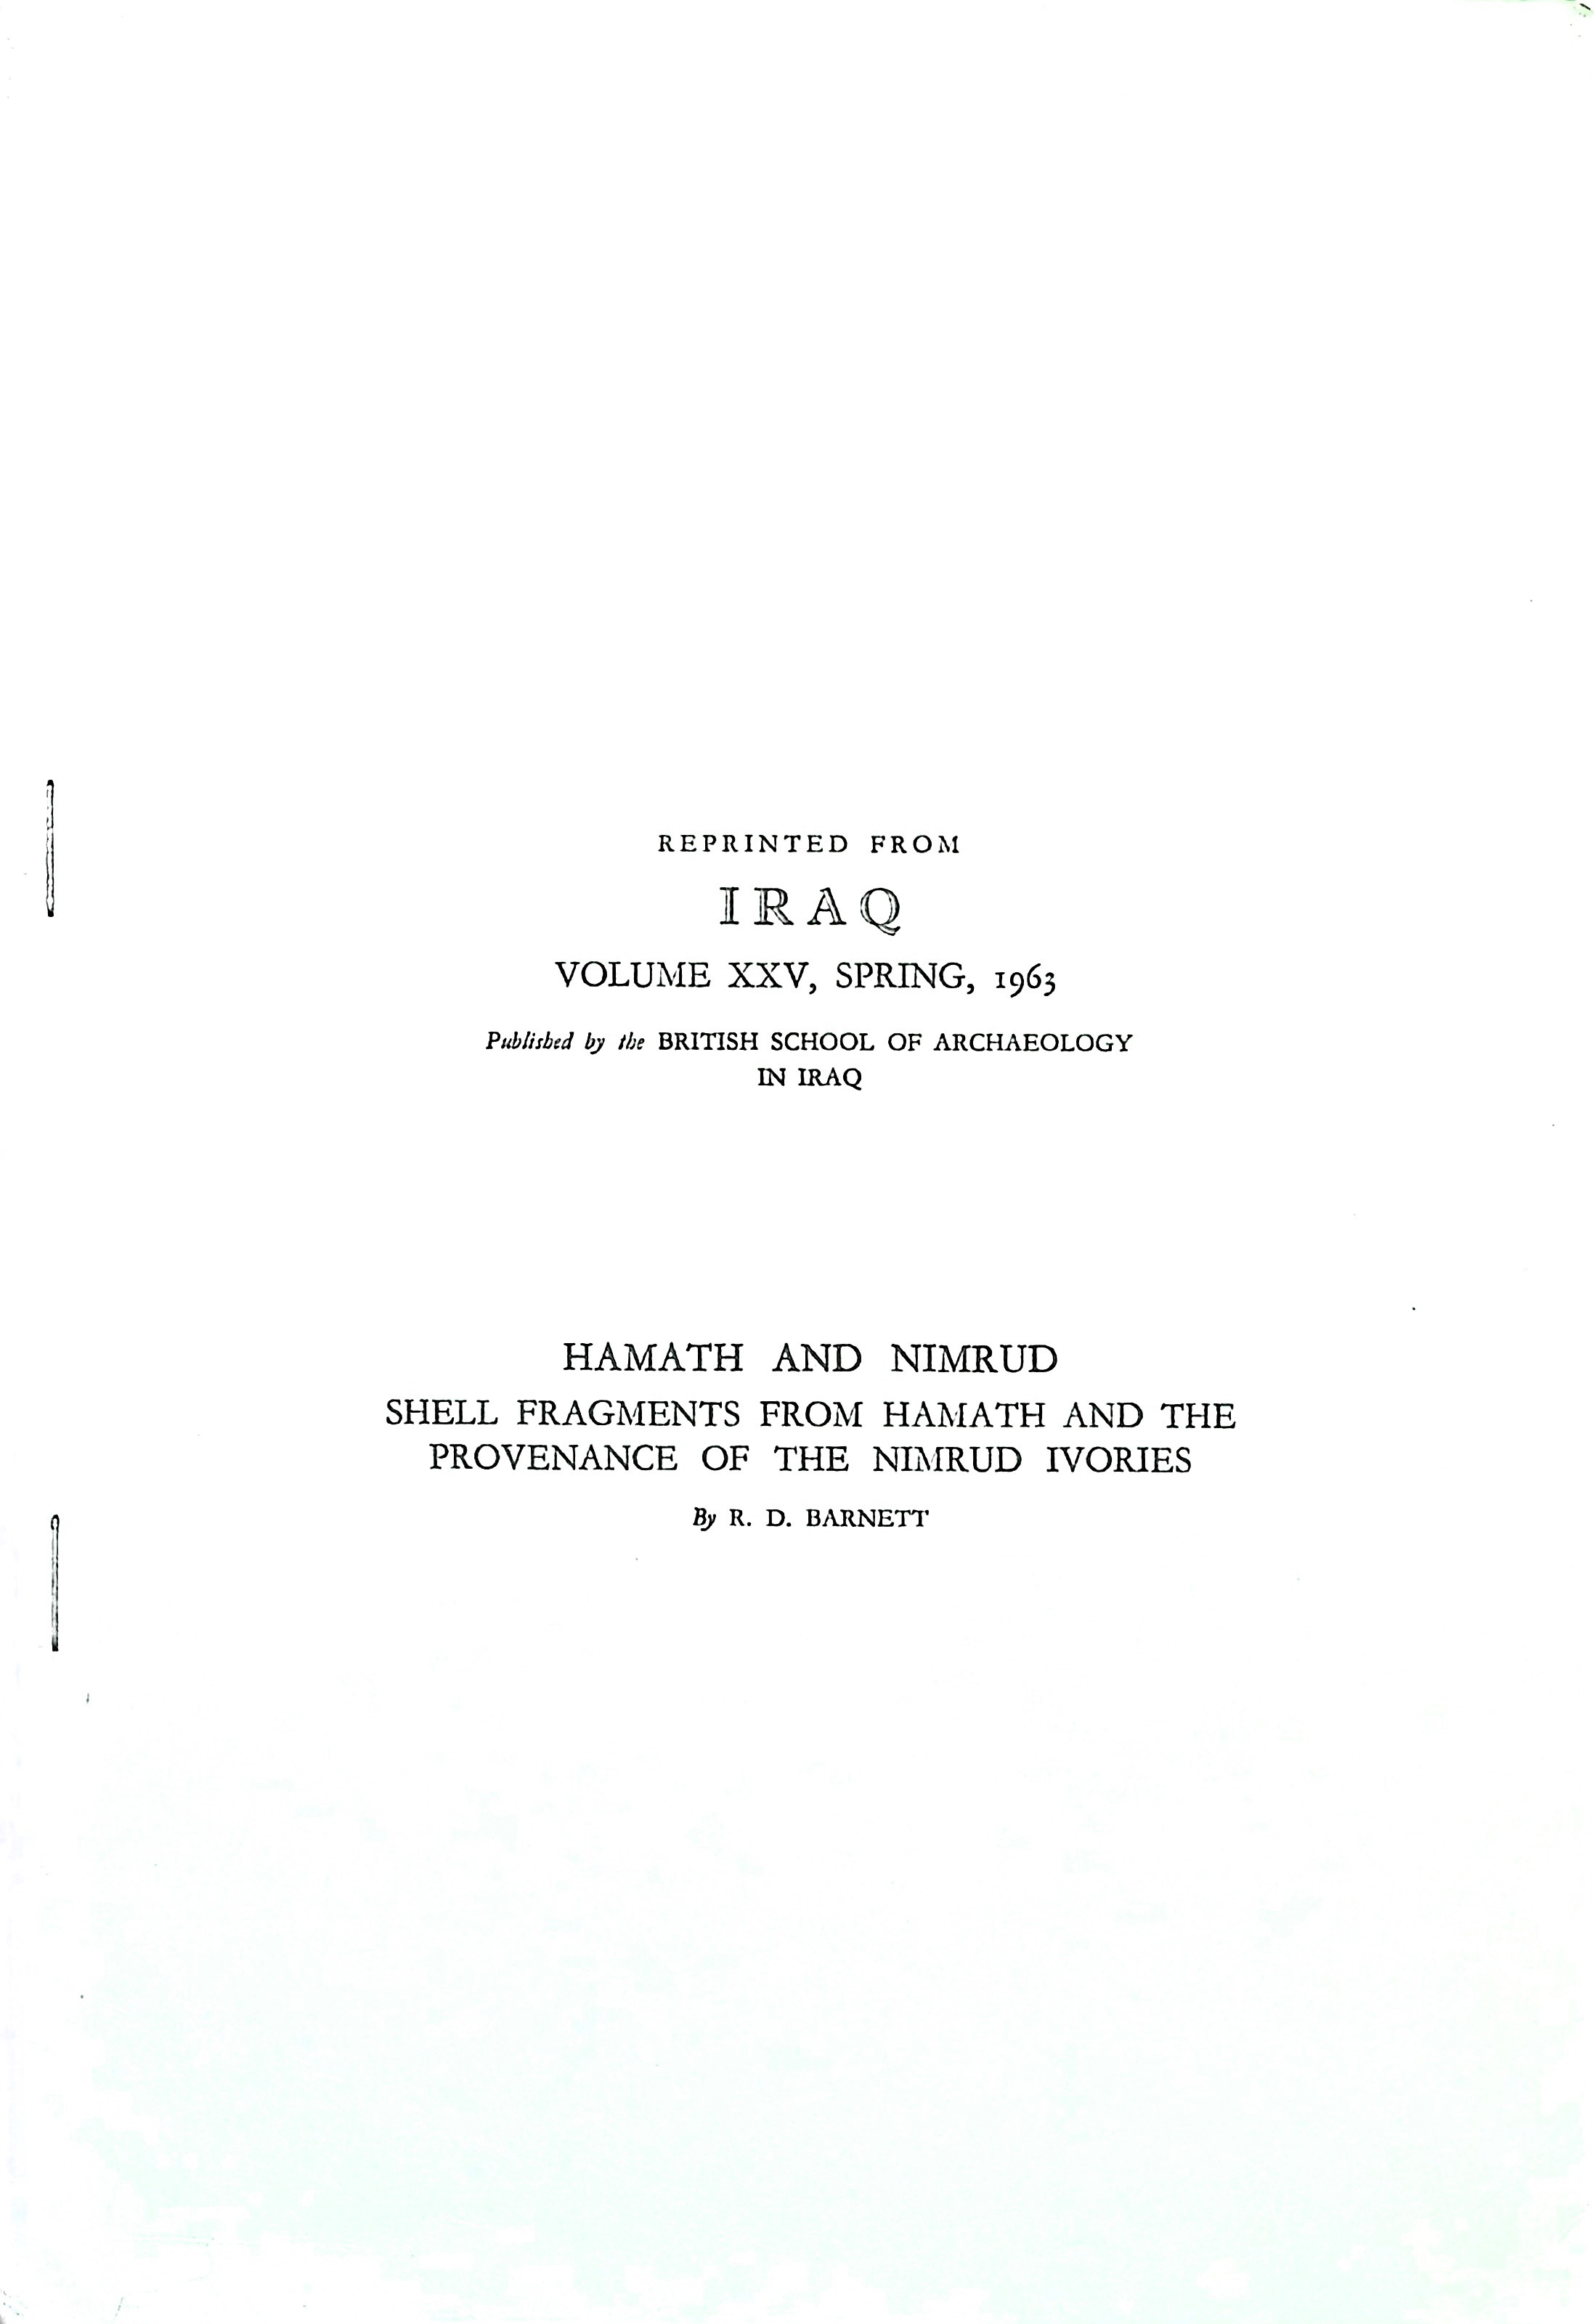 REPRINTED FROM
IRAQ
VOLUME XXV, SPRING, 1963
Published by the BRITISH SCHOOL OF ARCHAEOLOGY
IN IRAQ
HAMATH AND NIMRUD
SHELL FRAGMENTS FROM HAMATH AND THE
PROVENANCE OF THE NIMRUD IVORIES
By R. D. BARNETT